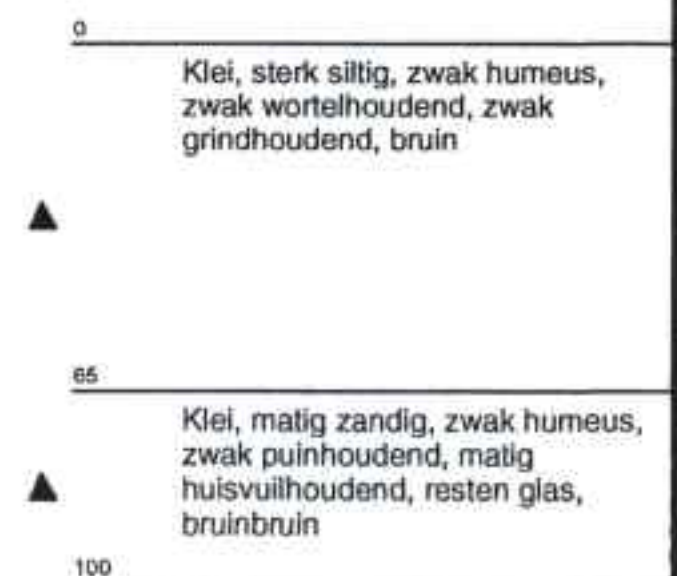 0
Klei, sterk siltig, zwak humeus,
zwak wortelhoudend, zwak
grindhoudend, bruin
65
Klei, matig zandig, zwak humeus,
zwak puinhoudend, matig
huisvuilhoudend, resten glas,
bruinbruin
100